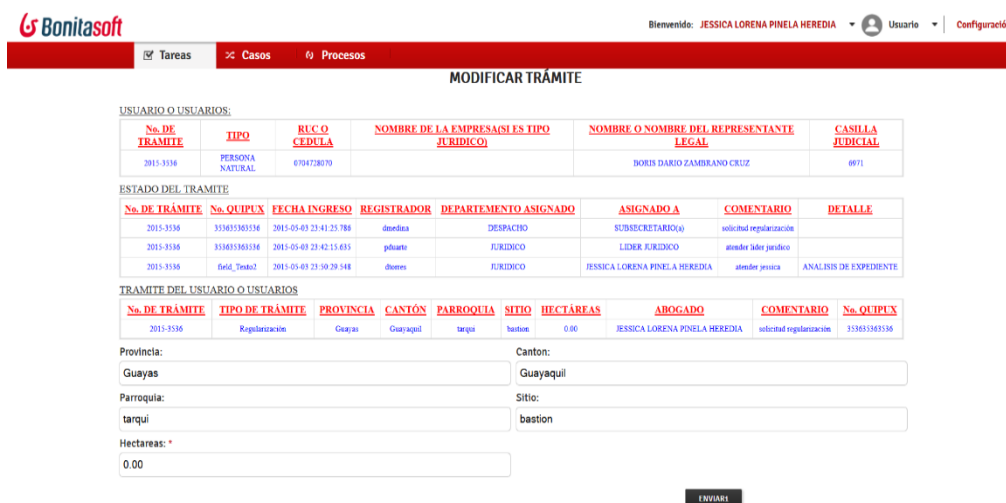 Bonitasoft
Bienvenido: JESSICA LORENA PINELA HEREDIA Usuario Configuració
Tareas Casos Procesos
MODIFICAR TRÁMITE
USUARIO O USUARIOS:
No. DE TRAMITE TIPO RUC O CEDULA NOMBRE DE LA EMPRESA(SI ES TIPO JURIDICO) NOMBRE O NOMBRE DEL REPRESENTANTE LEGAL CASILLA JUDICIAL
2015-3536 PERSONA NATURAL 0704728070 BORIS DARIO ZAMBRANO CRUZ 6971
ESTADO DEL TRAMITE
No. DE TRÁMITE No. QUIPUX FECHA INGRESO REGISTRADOR DEPARTEMENTO ASIGNADO ASIGNADO A COMENTARIO DETALLE
2015-3536 353635363536 2015-05-03 23:41:25.786 dmedina DESPACHO SUBSECRETARIO(a) solicitud regularización
2015-3536 353635363536 2015-05-03 23:42:15.635 pduarte JURIDICO LIDER JURIDICO atender lider juridico
2015-3536 field_Texto2 2015-05-03 23:50:29.548 dtorres JURIDICO JESSICA LORENA PINELA HEREDIA atender jessica ANALISIS DE EXPEDIENTE
TRAMITE DEL USUARIO O USUARIOS
No. DE TRÁMITE TIPO DE TRÁMITE PROVINCIA CANTÓN PARROQUIA SITIO HECTÁREAS ABOGADO COMENTARIO No. QUIPUX
2015-3536 Regularización Guayas Guayaquil tarqui bastion 0.00 JESSICA LORENA PINELA HEREDIA solicitud regularización 353635363536
Provincia: Canton:
Guayas Guayaquil
Parroquia: Sitio:
tarqui bastion
Hectareas: *
0.00
ENVIAR1